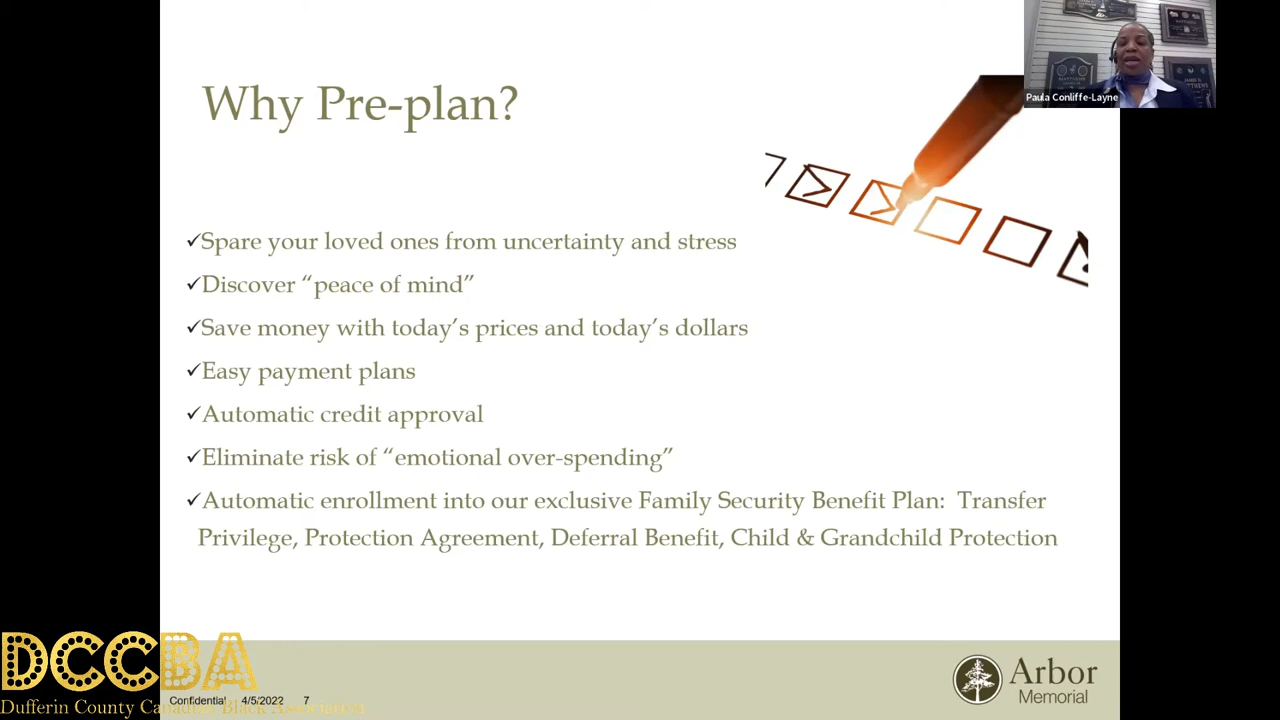 Paula Conliffe-Layne
Why Pre-plan?
✓Spare your loved ones from uncertainty and stress
✓Discover “peace of mind”
✓Save money with today’s prices and today’s dollars
✓Easy payment plans
✓Automatic credit approval
✓Eliminate risk of “emotional over-spending”
✓Automatic enrollment into our exclusive Family Security Benefit Plan:  Transfer
Privilege, Protection Agreement, Deferral Benefit, Child & Grandchild Protection
DCCBA
Confidential 4/5/2022 7
Dufferin County Canadian Black Association
Arbor
Memorial